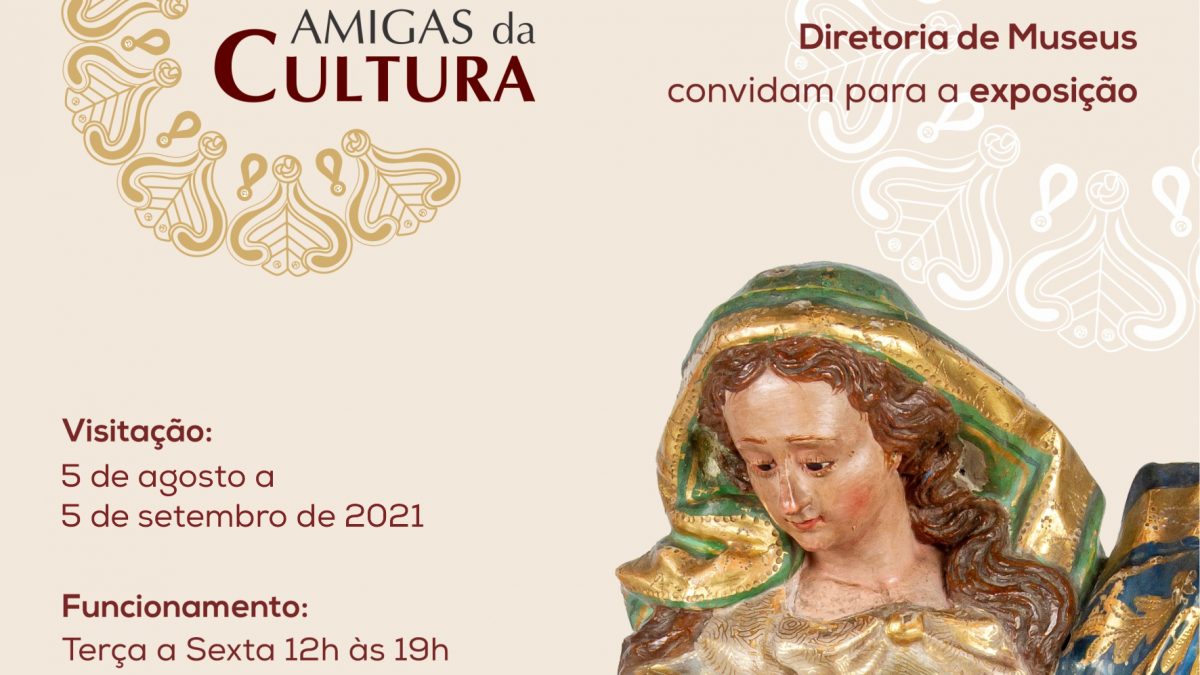 AMIGAS da
CULTURA
Diretoria de Museus
convidam para a exposição
Visitação:
5 de agosto a
5 de setembro de 2021
Funcionamento:
Terça a Sexta 12h às 19h